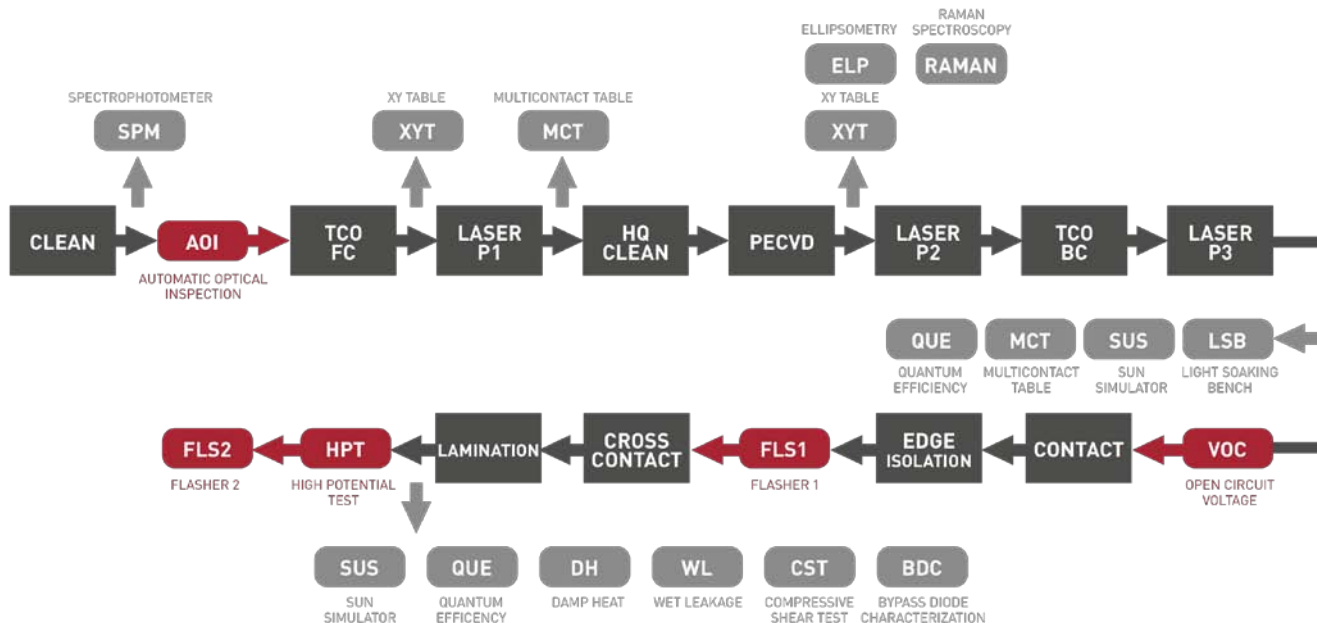 ELLIPSOMETRY
RAMAN
SPECTROSCOPY
ELP
RAMAN
SPECTROPHOTOMETER
XY TABLE
MULTICONTACT TABLE
XY TABLE
SPM
XYT
MCT
XYT
CLEAN
AOI
TCO
FC
LASER
P1
HQ
CLEAN
PECVD
LASER
P2
TCO
BC
LASER
P3
AUTOMATIC OPTICAL
INSPECTION
QUE
MCT
SUS
LSB
QUANTUM
EFFICIENCY
MULTICONTACT
TABLE
SUN
SIMULATOR
LIGHT SOAKING
BENCH
FLS2
HPT
LAMINATION
CROSS
CONTACT
FLS1
EDGE
ISOLATION
CONTACT
VOC
FLASHER 2
HIGH POTENTIAL
TEST
FLASHER 1
OPEN CIRCUIT
VOLTAGE
SUS
QUE
DH
WL
CST
BDC
SUN
SIMULATOR
QUANTUM
EFFICENCY
DAMP HEAT
WET LEAKAGE
COMPRESSIVE
SHEAR TEST
BYPASS DIODE
CHARACTERIZATION